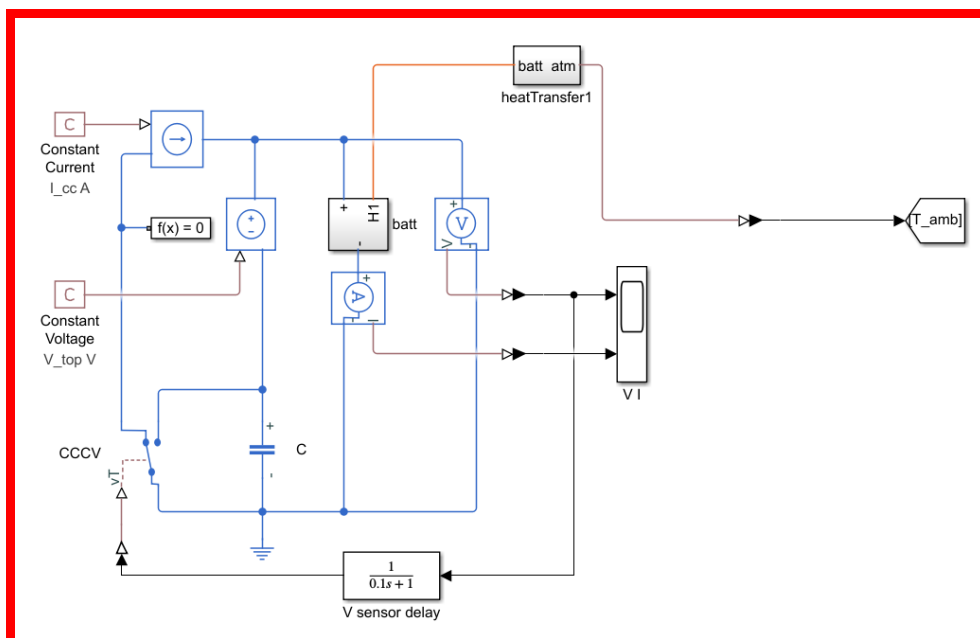 batt atm
heatTransfer1
C
Constant
Current
I_cc A
f(x) = 0
+
-
+
-
H1
batt
+
V
V
-
[T_amb]
C
Constant
Voltage
V_top V
+
A
-
I
V I
CCCV
vT
+
C
-
1
0.1s + 1
V sensor delay